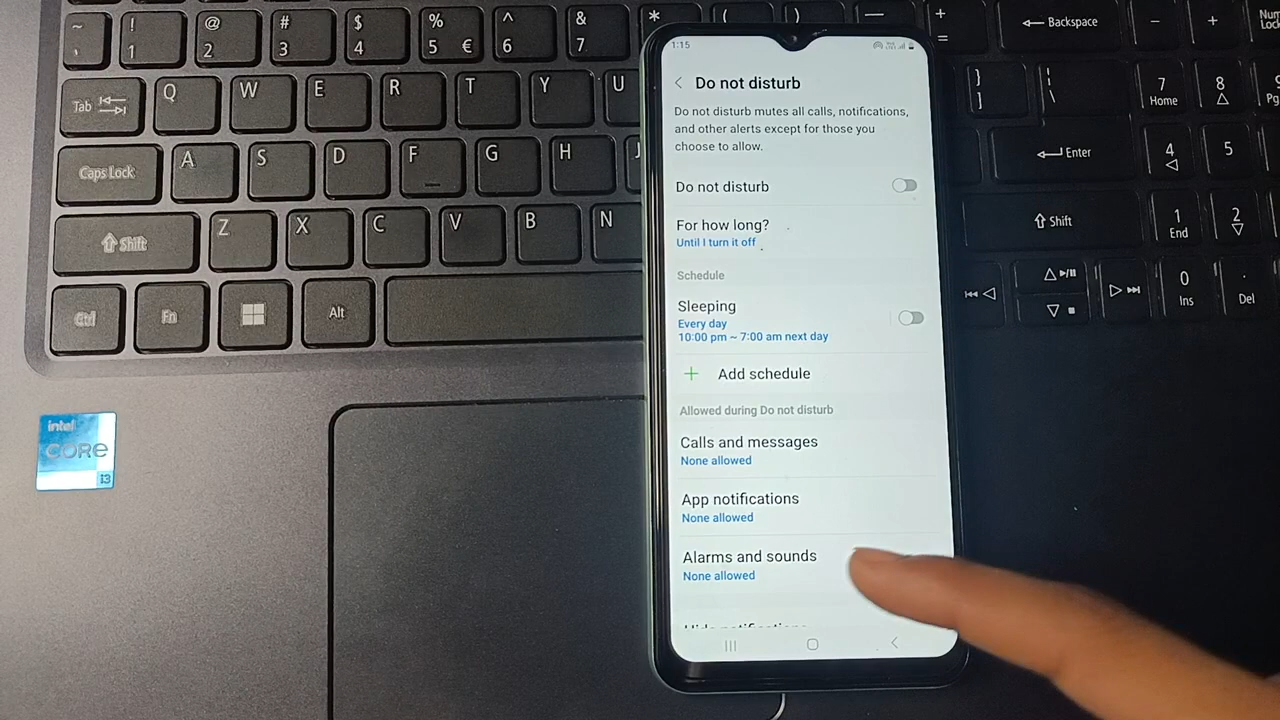 ~ ! @ # $ % ^ & * ( ) — +
` 1 2 3 4 5 € 6 7 = ← Backspace − + Num Lock
Tab Q W E R T Y U } ] ¦ \ 7 Home 8
Caps Lock A S D F G H J Enter 4 5
Shift Z X C V B N Shift 1 End 2
Ctrl Fn Alt 0 Ins . Del
intel
CORE
i3
1:15
Do not disturb
Do not disturb mutes all calls, notifications,
and other alerts except for those you
choose to allow.
Do not disturb
For how long?
Until I turn it off
Schedule
Sleeping
Every day
10:00 pm ~ 7:00 am next day
+ Add schedule
Allowed during Do not disturb
Calls and messages
None allowed
App notifications
None allowed
Alarms and sounds
None allowed
Hide notifications